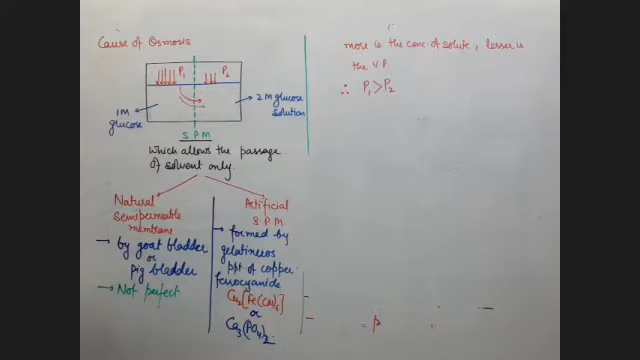 Cause of Osmosis
P1 P2
1M glucose
2M glucose solution
S.P.M
Which allows the passage
of solvent only.
Natural
semipermeable
membrane
→ by goat bladder
or
pig bladder
→ Not perfect
Artificial
S.P.M.
→ formed by
gelatineos
ppt of copper
ferrocyanide
Cu2[Fe(CN)6]
or
Ca3(PO4)2
more is the conc of solute, lesser is
the V.P.
∴ P1 > P2